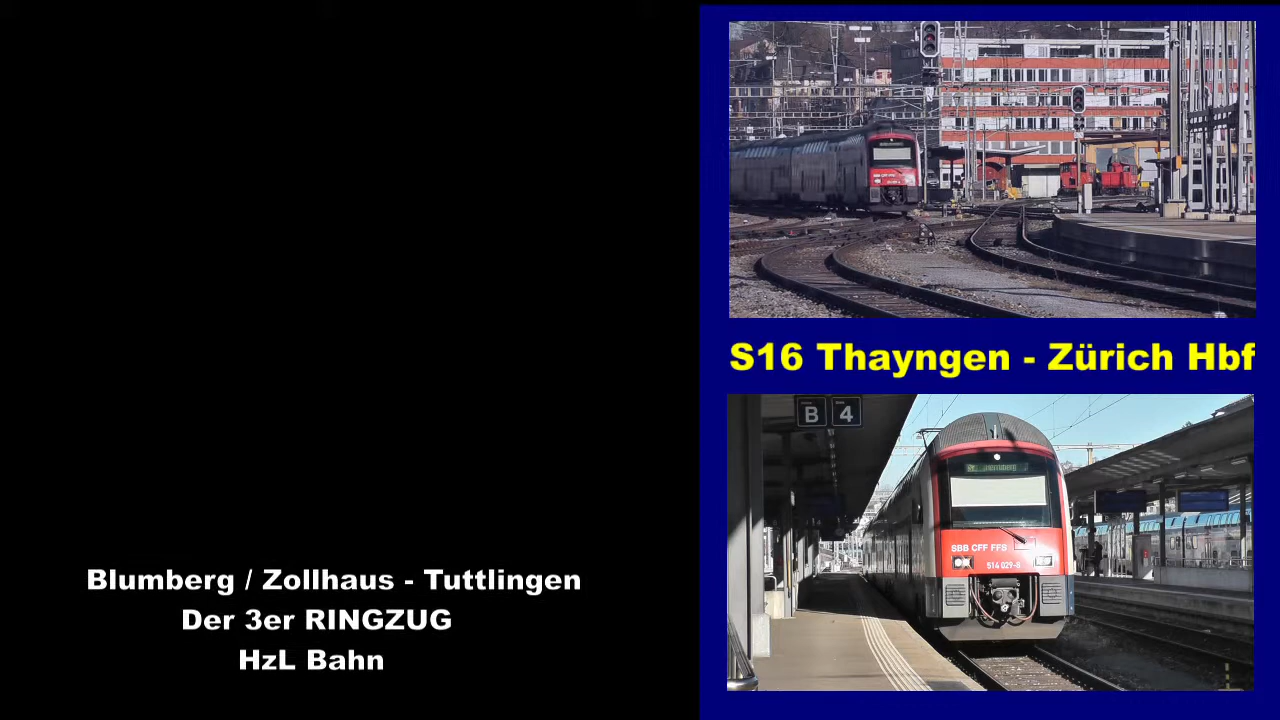 Blumberg / Zollhaus - Tuttlingen
Der 3er RINGZUG
HzL Bahn
S16 Thayngen - Zürich Hbf
B 4
SBB CFF FFS
514 029-8